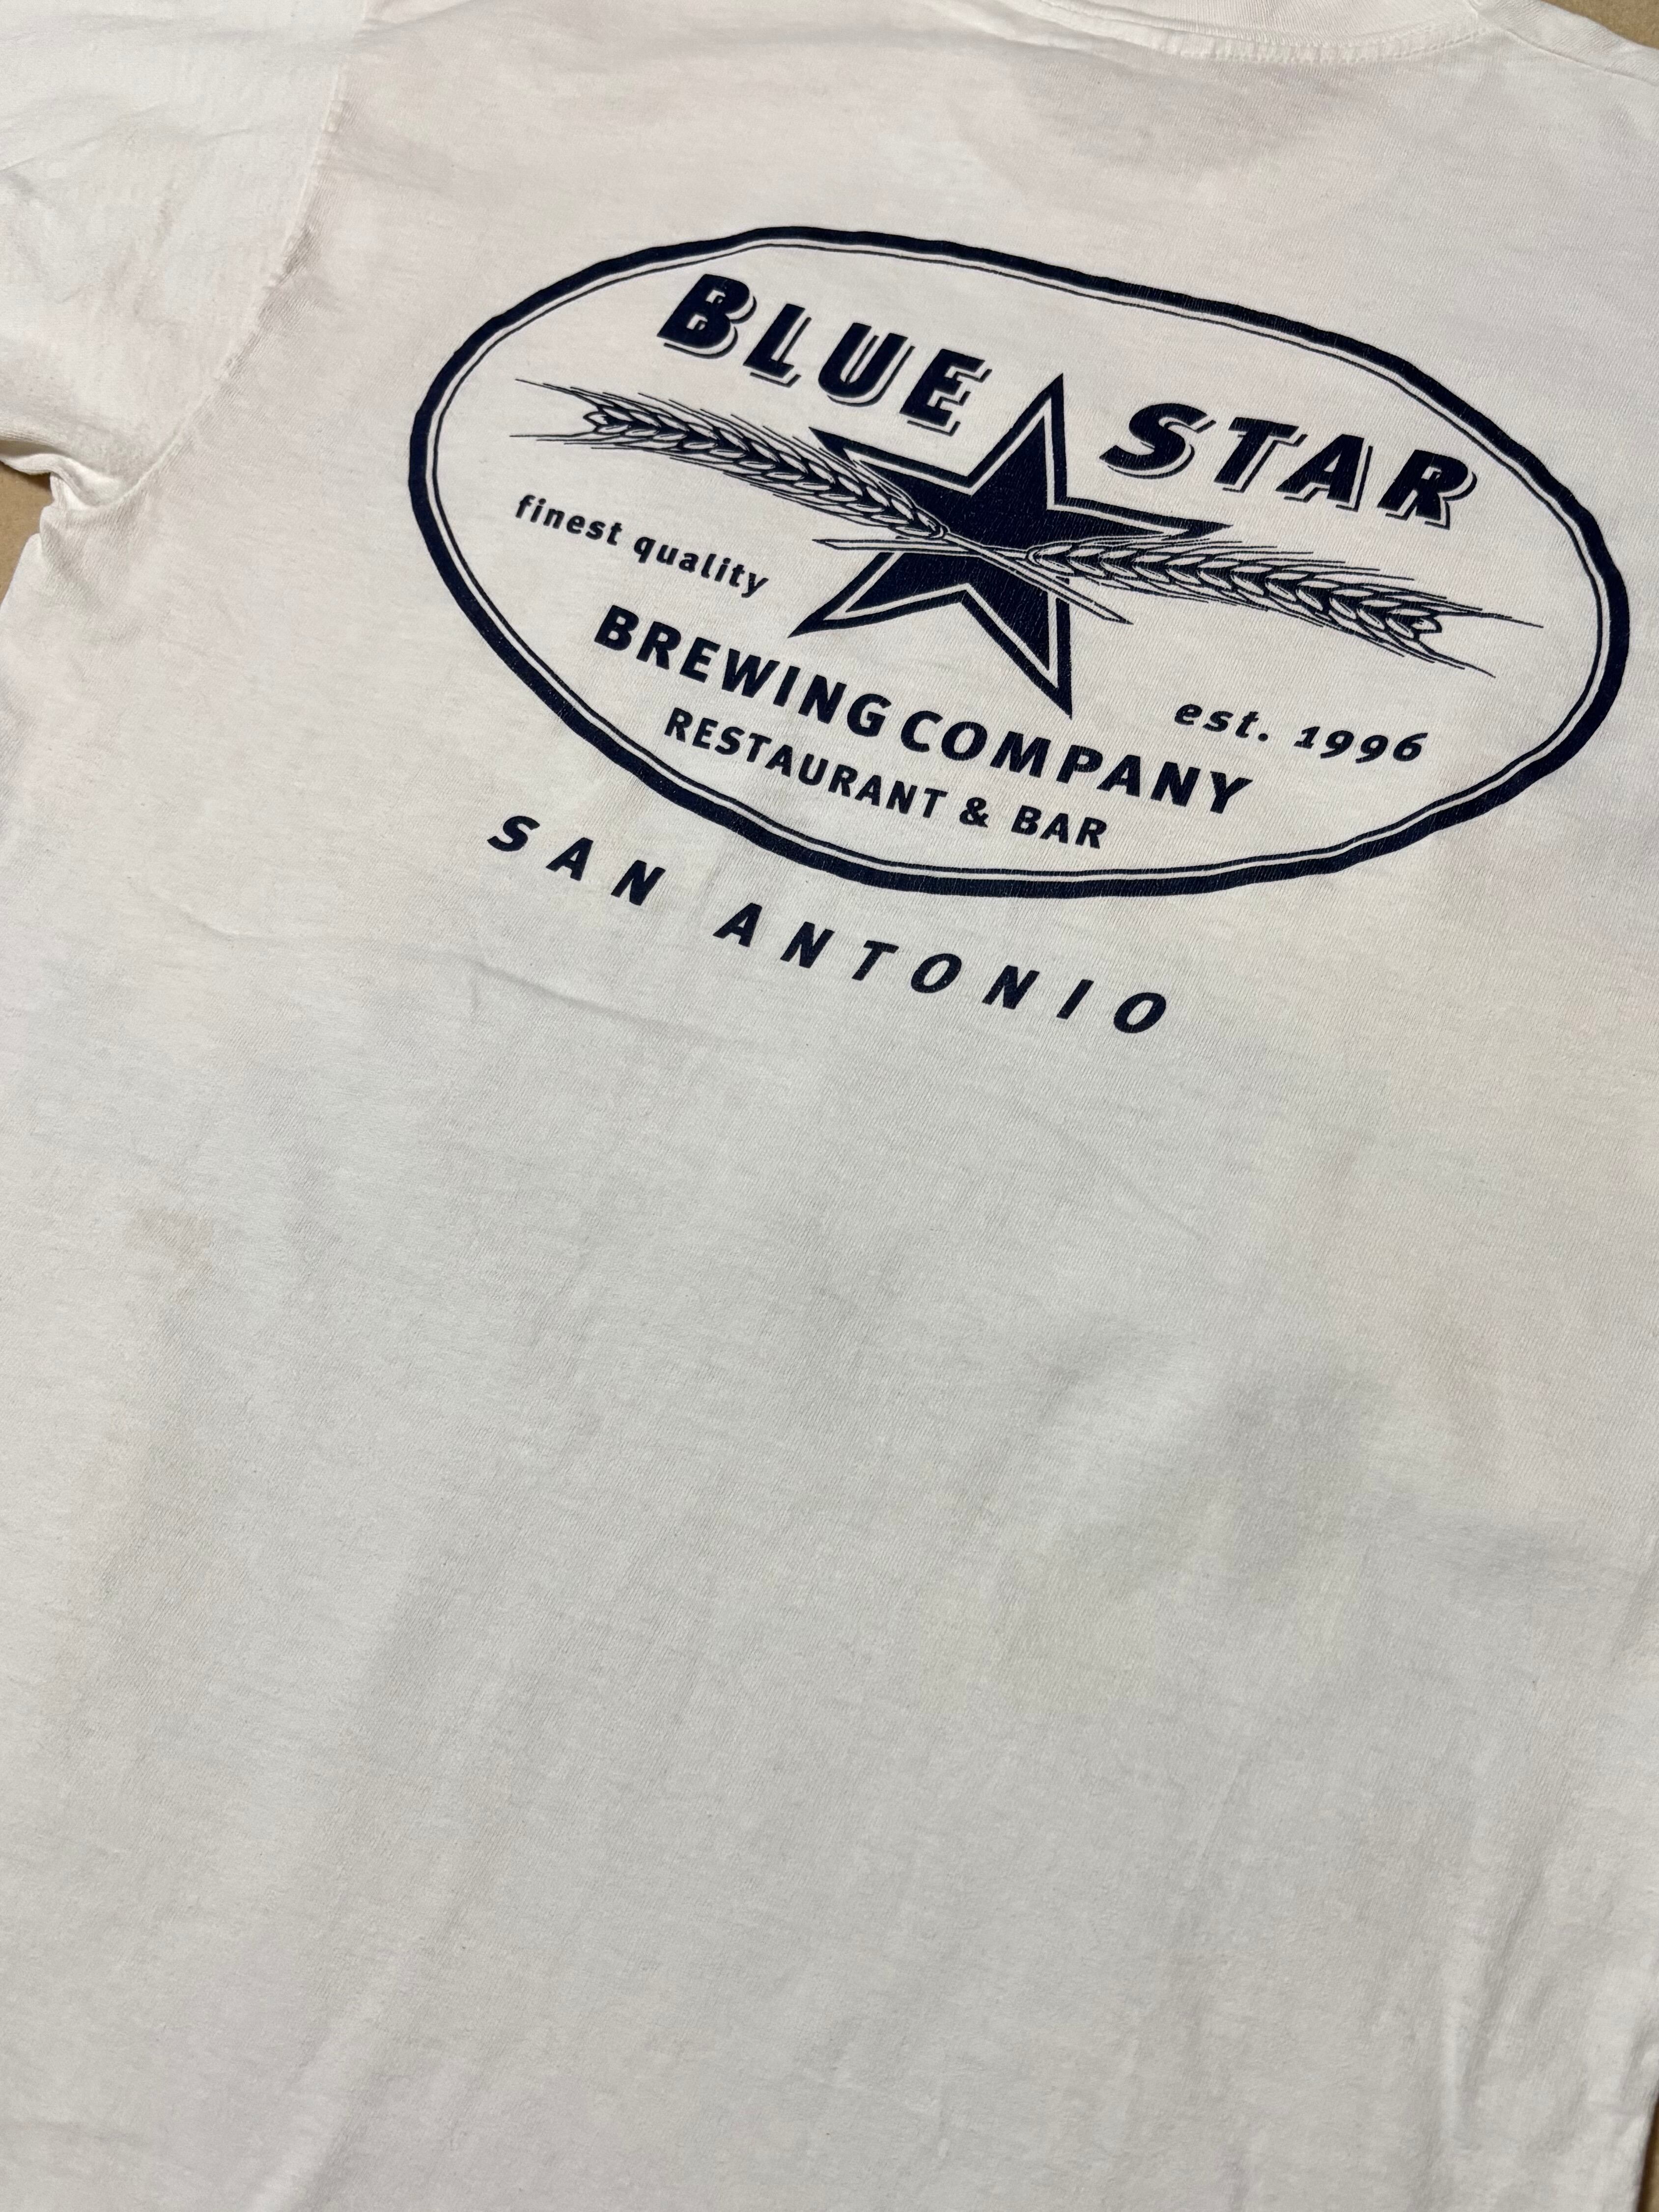 BLUE STAR
finest quality
est. 1996
BREWING COMPANY
RESTAURANT & BAR
SAN ANTONIO